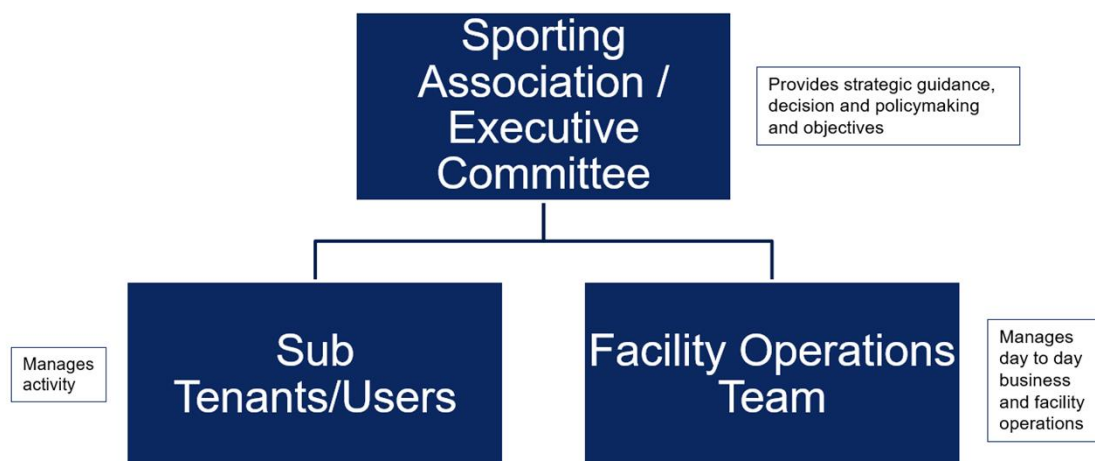 Sporting
Association /
Executive
Committee
Provides strategic guidance,
decision and policymaking
and objectives
Manages
activity
Sub
Tenants/Users
Facility Operations
Team
Manages
day to day
business
and facility
operations